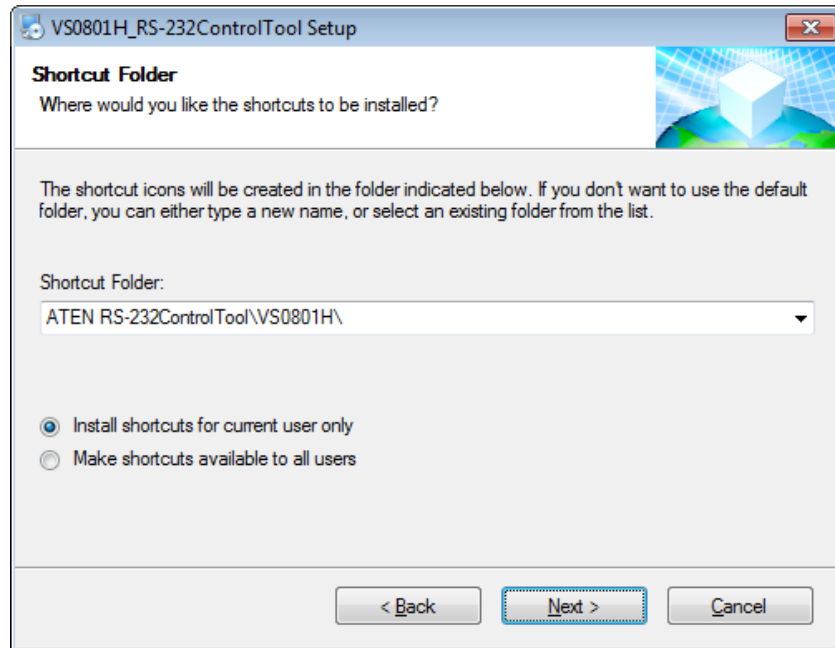 VS0801H_RS-232ControlTool Setup
Shortcut Folder
Where would you like the shortcuts to be installed?
The shortcut icons will be created in the folder indicated below. If you don't want to use the default
folder, you can either type a new name, or select an existing folder from the list.
Shortcut Folder:
ATEN RS-232ControlTool\VS0801H\
Install shortcuts for current user only
Make shortcuts available to all users
< Back
Next >
Cancel